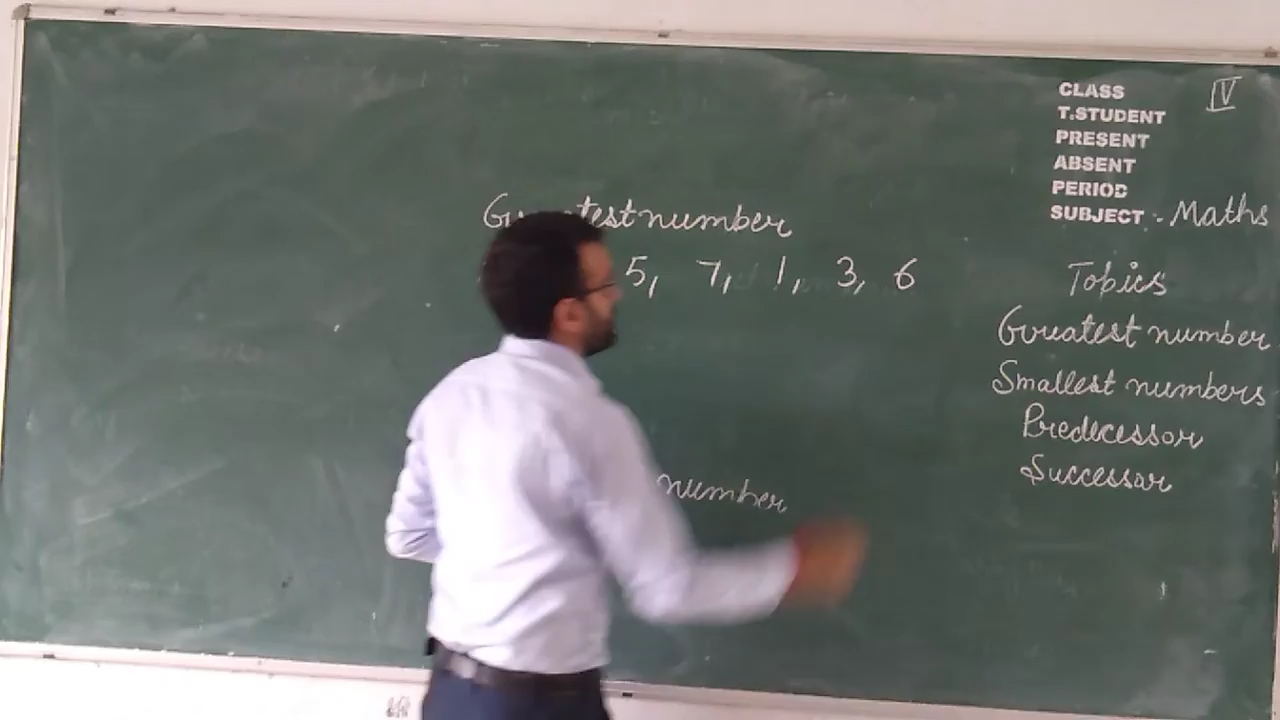 CLASS IV
T.STUDENT
PRESENT
ABSENT
PERIOD
SUBJECT :- Maths
Topics
Greatest number
Smallest numbers
Predecessor
Successor
number
5, 7, 1, 3, 6
number